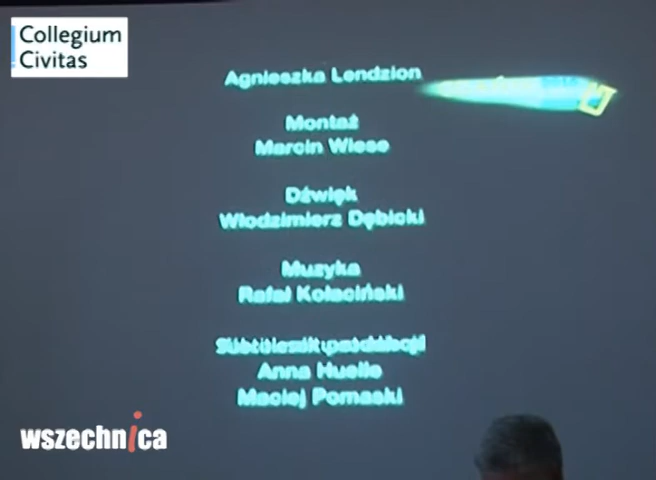 Collegium
Civitas
Agnieszka Lendzion
Montaż
Marcin Wiese
Dźwięk
Włodzimierz Dębicki
Muzyka
Rafał Kołaciński
Anna Huelle
Maciej Pomaski
wszechnica